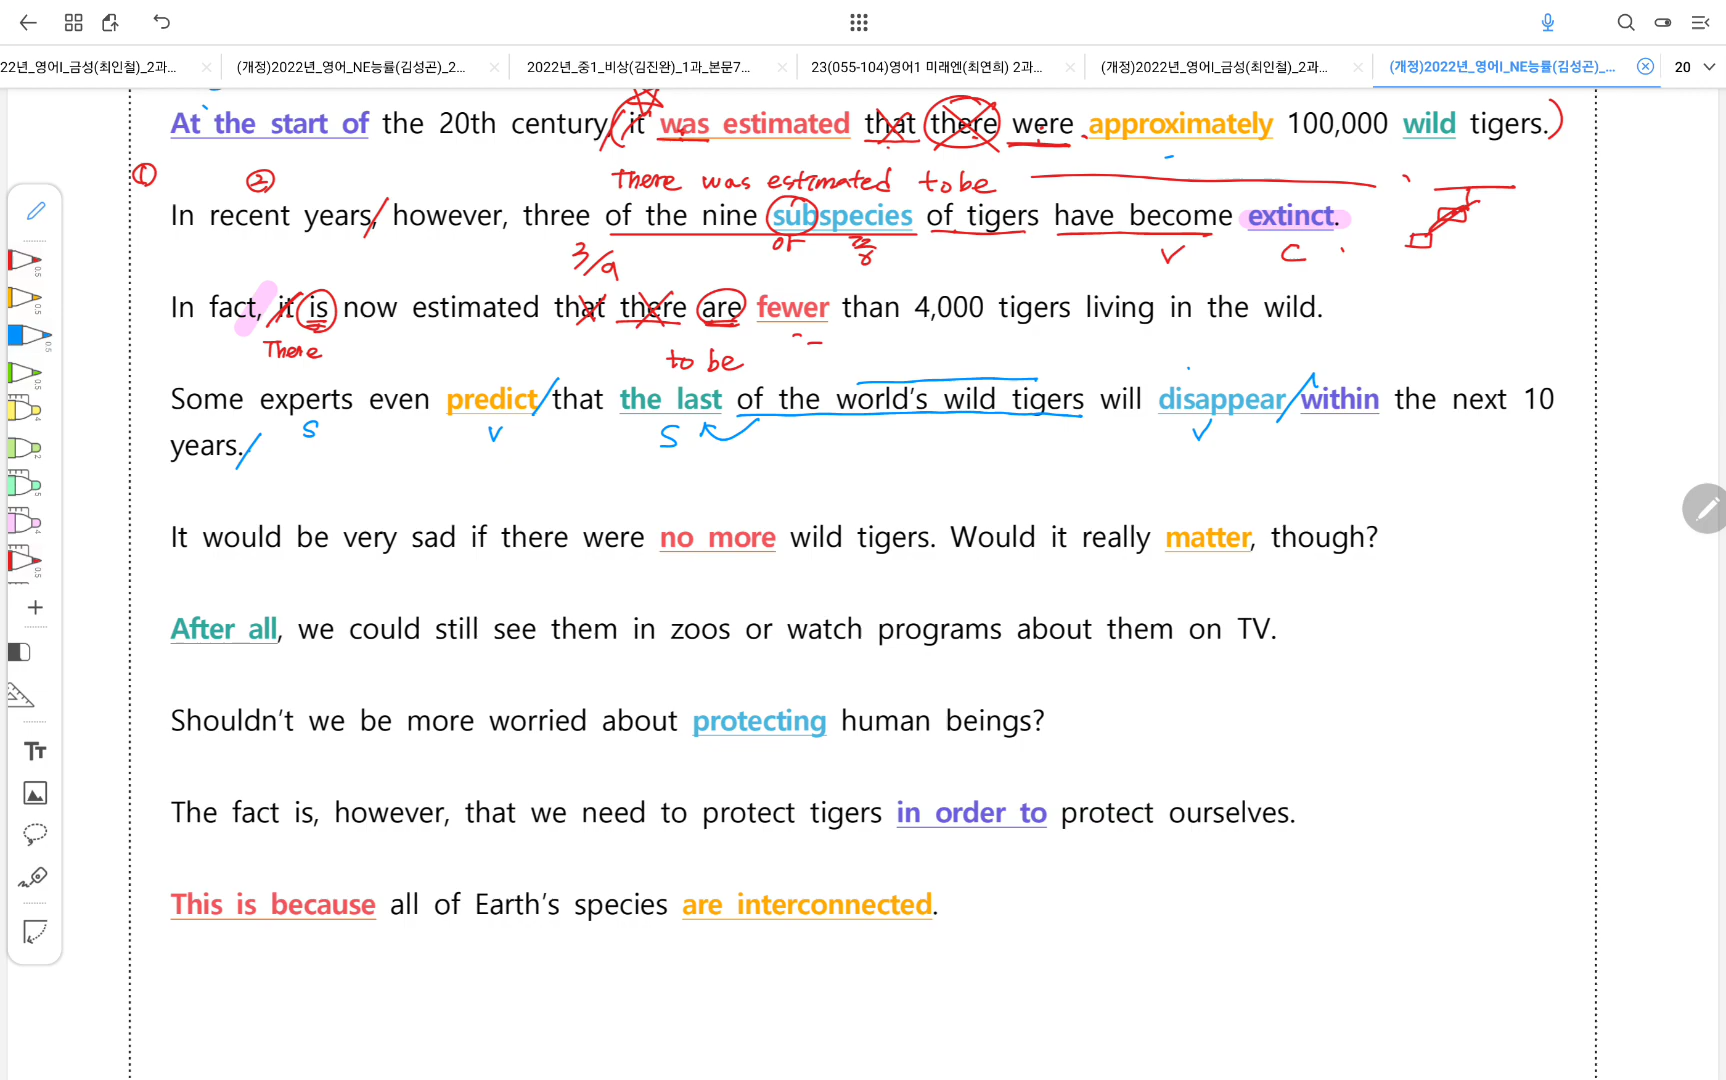 22년_영어I_금성(최인철)_2과... (개정)2022년_영어_NE능률(김성곤)_2... 2022년_중1_비상(김진완)_1과_본문7... 23(055-104)영어1 미래엔(최연희) 2과... (개정)2022년_영어I_금성(최인철)_2과... (개정)2022년_영어I_NE능률(김성곤)_... 20
At the start of the 20th century, it was estimated that there were approximately 100,000 wild tigers.)
① ② There was estimated to be
In recent years, however, three of the nine subspecies of tigers have become extinct.
3/9 V C
In fact, it is now estimated that there are fewer than 4,000 tigers living in the wild.
There to be
Some experts even predict that the last of the world's wild tigers will disappear within the next 10
S V S V
years.
It would be very sad if there were no more wild tigers. Would it really matter, though?
After all, we could still see them in zoos or watch programs about them on TV.
Shouldn't we be more worried about protecting human beings?
The fact is, however, that we need to protect tigers in order to protect ourselves.
This is because all of Earth's species are interconnected.